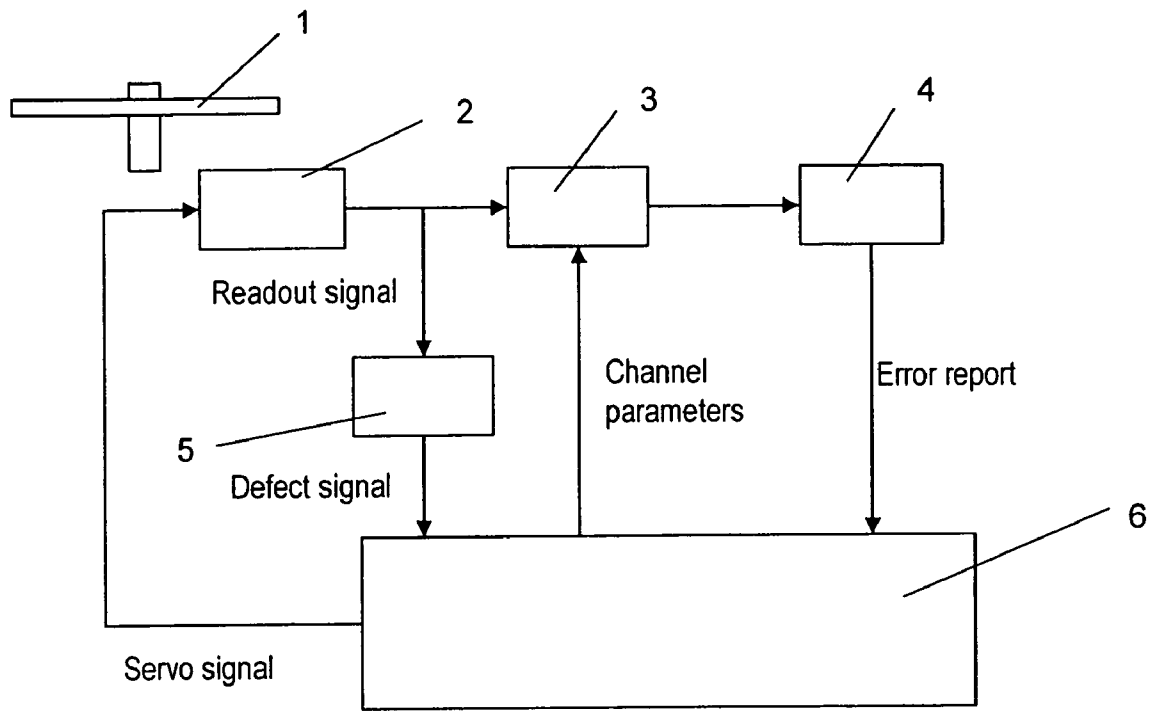 1
2
3
4
Readout signal
Channel
parameters
Error report
5
Defect signal
6
Servo signal